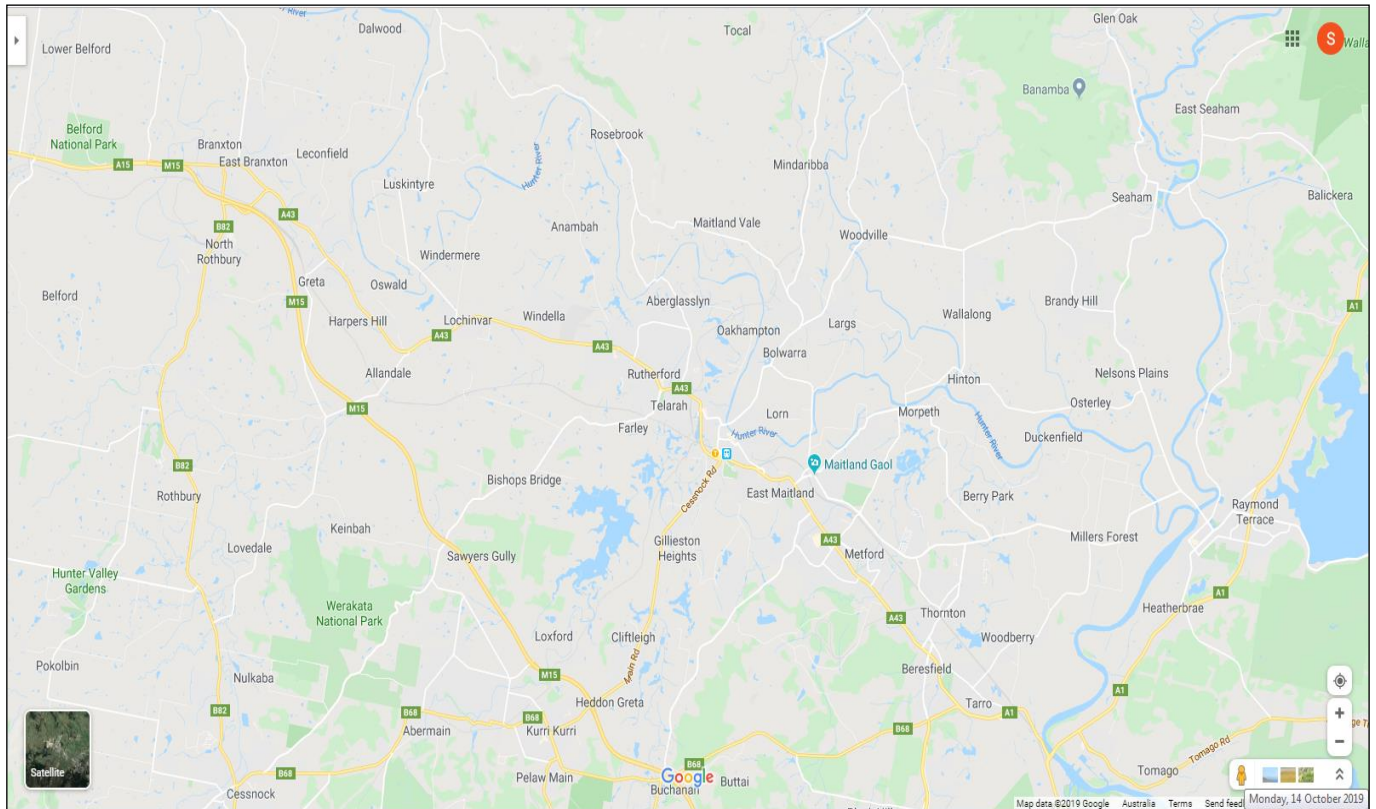 Glen Oak
Dalwood
Tocal
Lower Belford
S
Banamba
East Seaham
Belford
National Park
Branxton
East Branxton
Leconfield
Rosebrook
Mindaribba
A15
M15
Luskintyre
Hunter River
Seaham
Balickera
A43
B82
North
Rothbury
Anambah
Maitland Vale
Woodville
Windermere
Greta
Oswald
Belford
M15
Aberglasslyn
Brandy Hill
A1
Harpers Hill
Lochinvar
Windella
Oakhampton
Largs
Wallalong
A43
A43
Bolwarra
Allandale
Rutherford
Hinton
Nelsons Plains
A43
M15
Telarah
Lorn
Morpeth
Osterley
Farley
Hunter River
Hunter River
Duckenfield
B82
Maitland Gaol
Bishops Bridge
Cessnock Rd
East Maitland
Berry Park
Rothbury
Raymond
Terrace
Keinbah
Gillieston
Heights
A43
Metford
Millers Forest
Lovedale
Sawyers Gully
Hunter Valley
Gardens
A1
Werakata
National Park
Thornton
Heatherbrae
A43
Loxford
Cliftleigh
Woodberry
Pokolbin
Main Rd
Beresfield
Nulkaba
M15
A1
Heddon Greta
Tarro
B82
B68
B68
A1
B68
Abermain
Kurri Kurri
Satellite
B68
B68
Tomago Rd
Pelaw Main
Google
Buttai
Tomago
Cessnock
Buchanan
Map data ©2019 Google Australia Terms Send feed
Monday, 14 October 2019